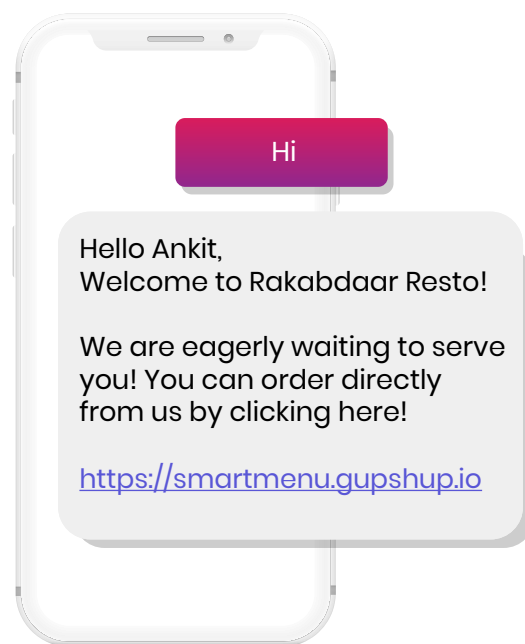 Hi
Hello Ankit,
Welcome to Rakabdaar Resto!
We are eagerly waiting to serve
you! You can order directly
from us by clicking here!
https://smartmenu.gupshup.io